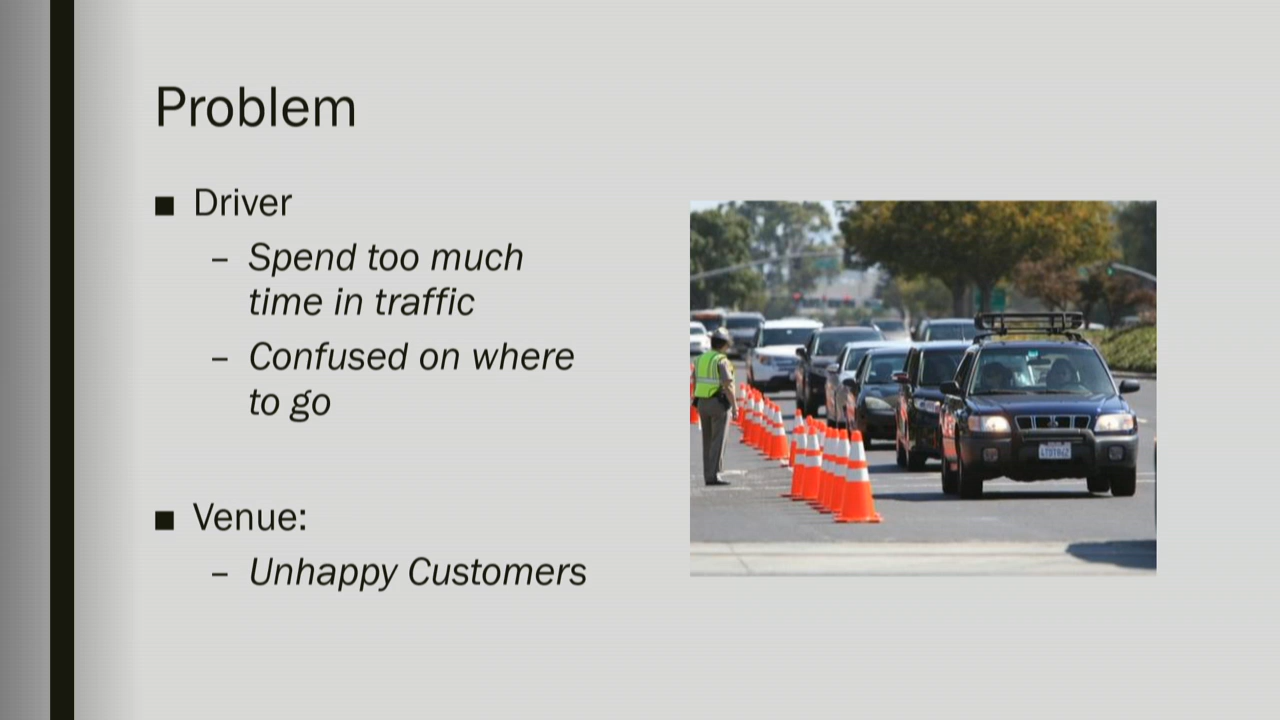 Problem
■ Driver
– Spend too much
time in traffic
– Confused on where
to go
■ Venue:
– Unhappy Customers